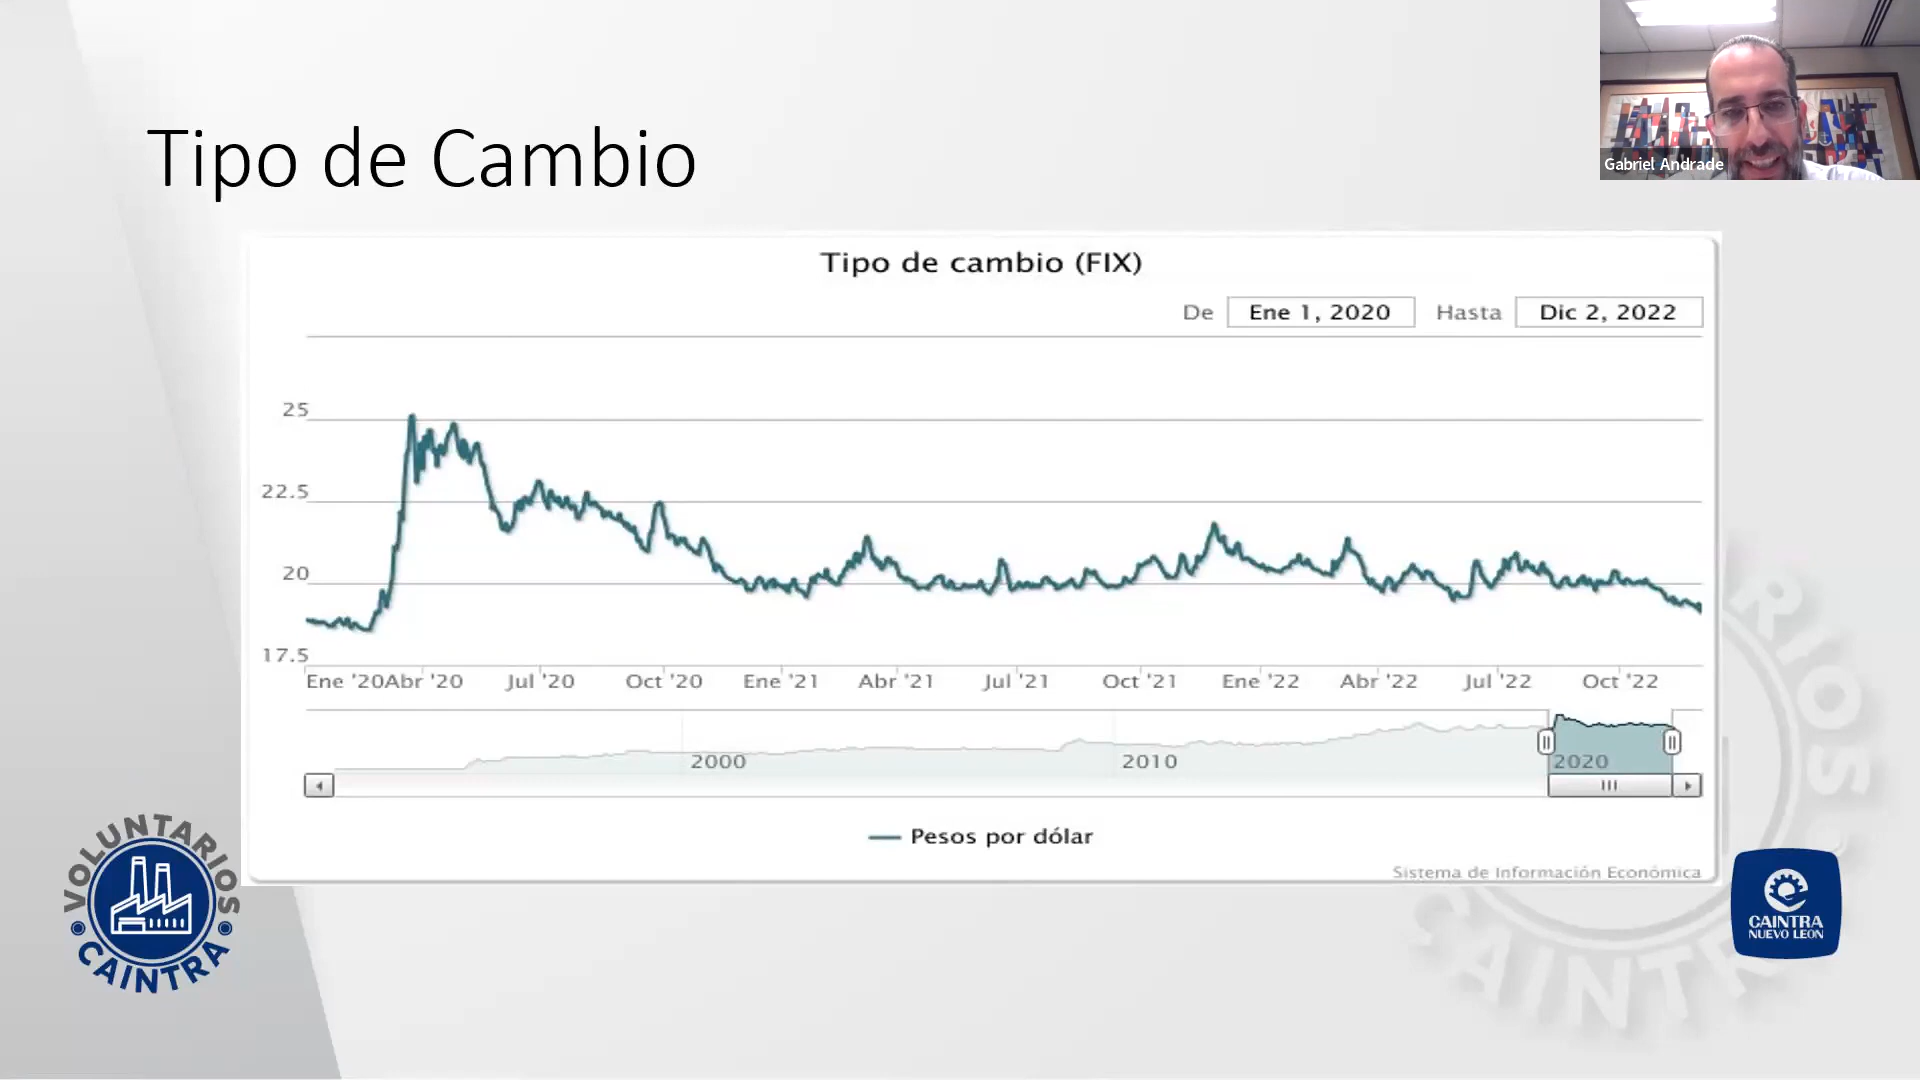 Gabriel Andrade
Tipo de Cambio
Tipo de cambio (FIX)
De Ene 1, 2020 Hasta Dic 2, 2022
25
22.5
20
17.5
Ene '20 Abr '20 Jul '20 Oct '20 Ene '21 Abr '21 Jul '21 Oct '21 Ene '22 Abr '22 Jul '22 Oct '22
2000 2010 2020
Pesos por dólar
Sistema de Información Económica
VOLUNTARIOS
CAINTRA
CAINTRA
NUEVO LEON